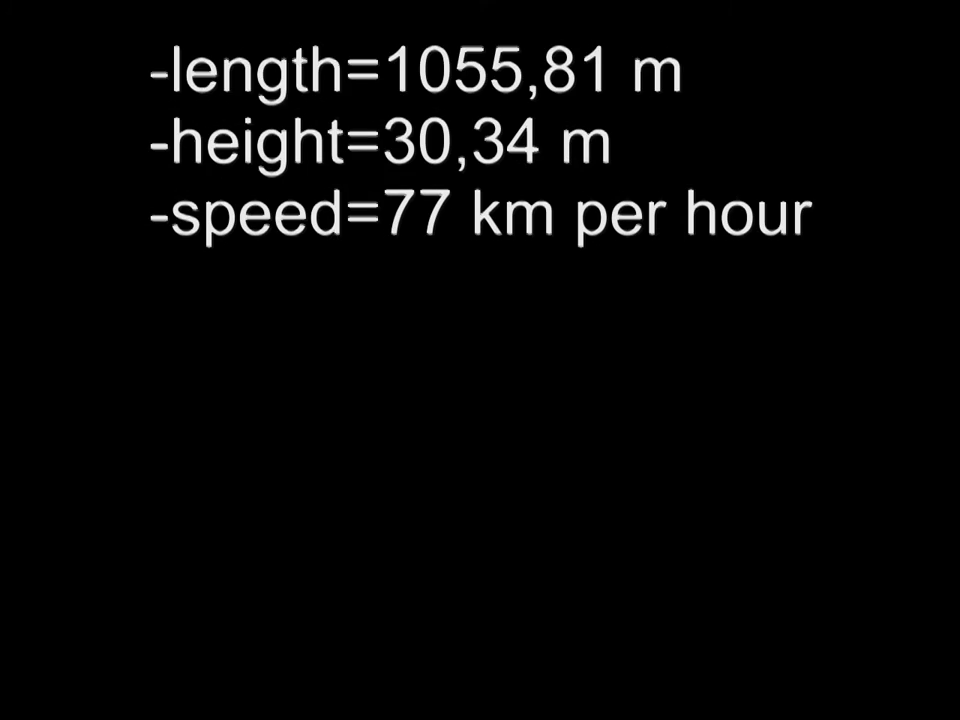 -length=1055,81 m
-height=30,34 m
-speed=77 km per hour